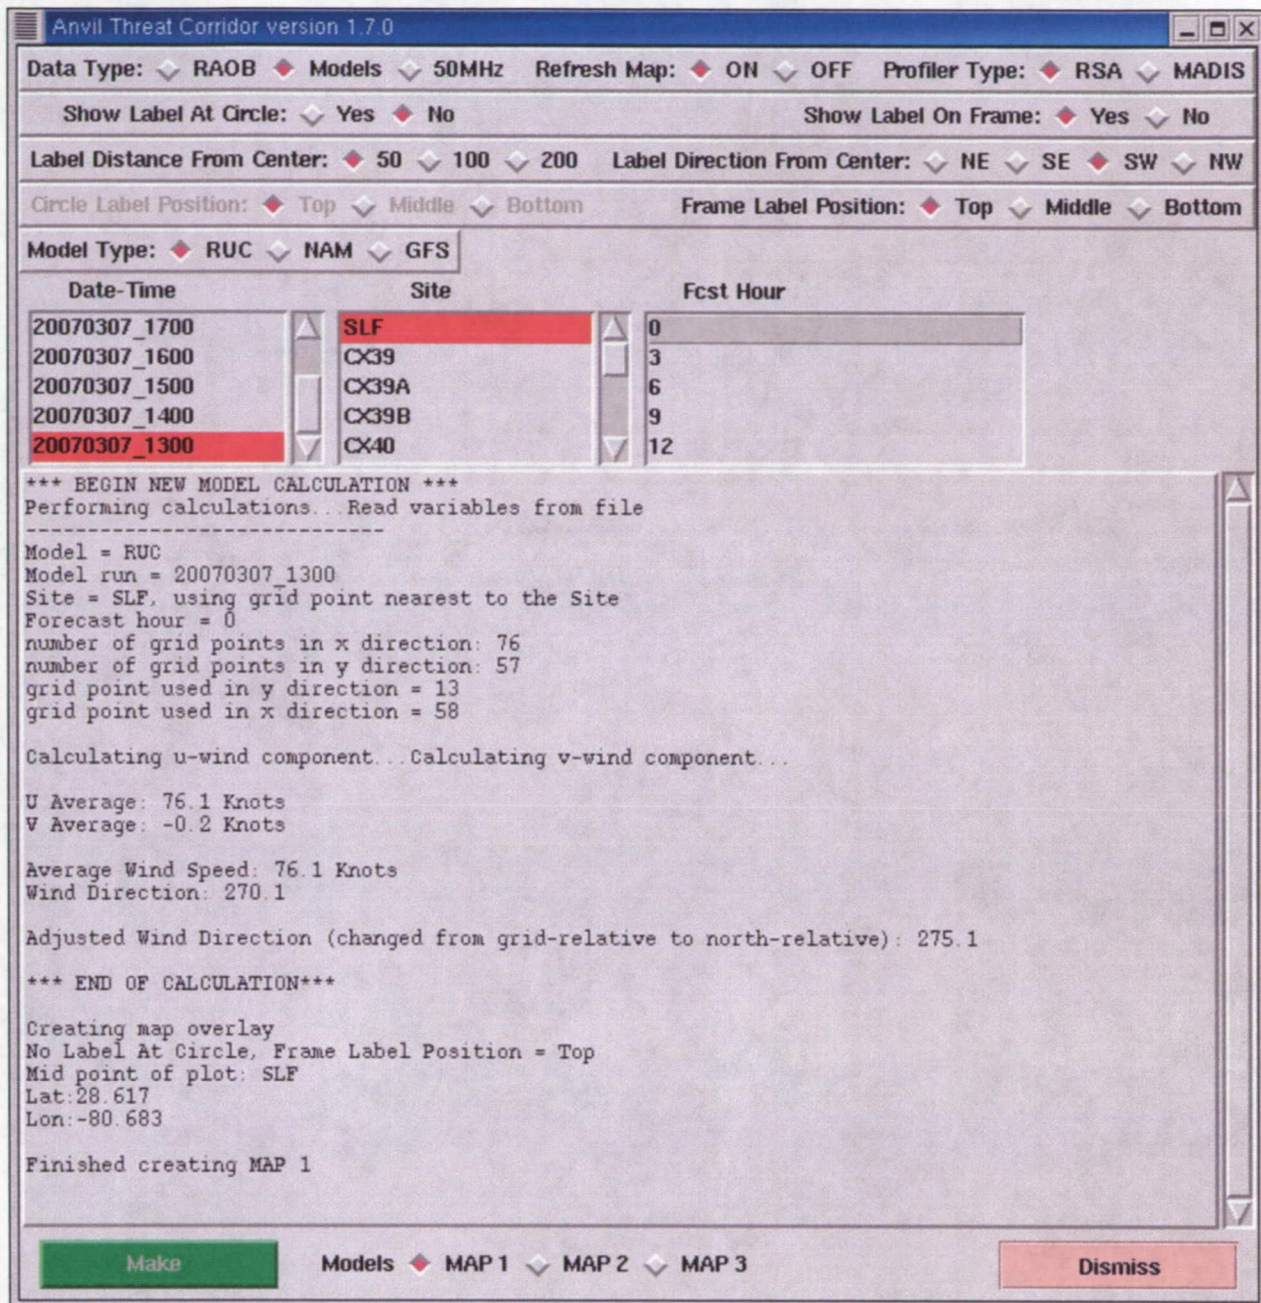 Anvil Threat Corridor version 1.7.0
Data Type: RAOB Models 50MHz Refresh Map: ON OFF Profiler Type: RSA MADIS
Show Label At Circle: Yes No Show Label On Frame: Yes No
Label Distance From Center: 50 100 200 Label Direction From Center: NE SE SW NW
Circle Label Position: Top Middle Bottom Frame Label Position: Top Middle Bottom
Model Type: RUC NAM GFS
Date-Time Site Fcst Hour
20070307_1700 SLF 0
20070307_1600 CX39 3
20070307_1500 CX39A 6
20070307_1400 CX39B 9
20070307_1300 CX40 12
*** BEGIN NEW MODEL CALCULATION ***
Performing calculations...Read variables from file
-----------------------------
Model = RUC
Model run = 20070307_1300
Site = SLF, using grid point nearest to the Site
Forecast hour = 0
number of grid points in x direction: 76
number of grid points in y direction: 57
grid point used in y direction = 13
grid point used in x direction = 58
Calculating u-wind component...Calculating v-wind component...
U Average: 76.1 Knots
V Average: -0.2 Knots
Average Wind Speed: 76.1 Knots
Wind Direction: 270.1
Adjusted Wind Direction (changed from grid-relative to north-relative): 275.1
*** END OF CALCULATION***
Creating map overlay
No Label At Circle, Frame Label Position = Top
Mid point of plot: SLF
Lat:28.617
Lon:-80.683
Finished creating MAP 1
Make Models MAP 1 MAP 2 MAP 3 Dismiss